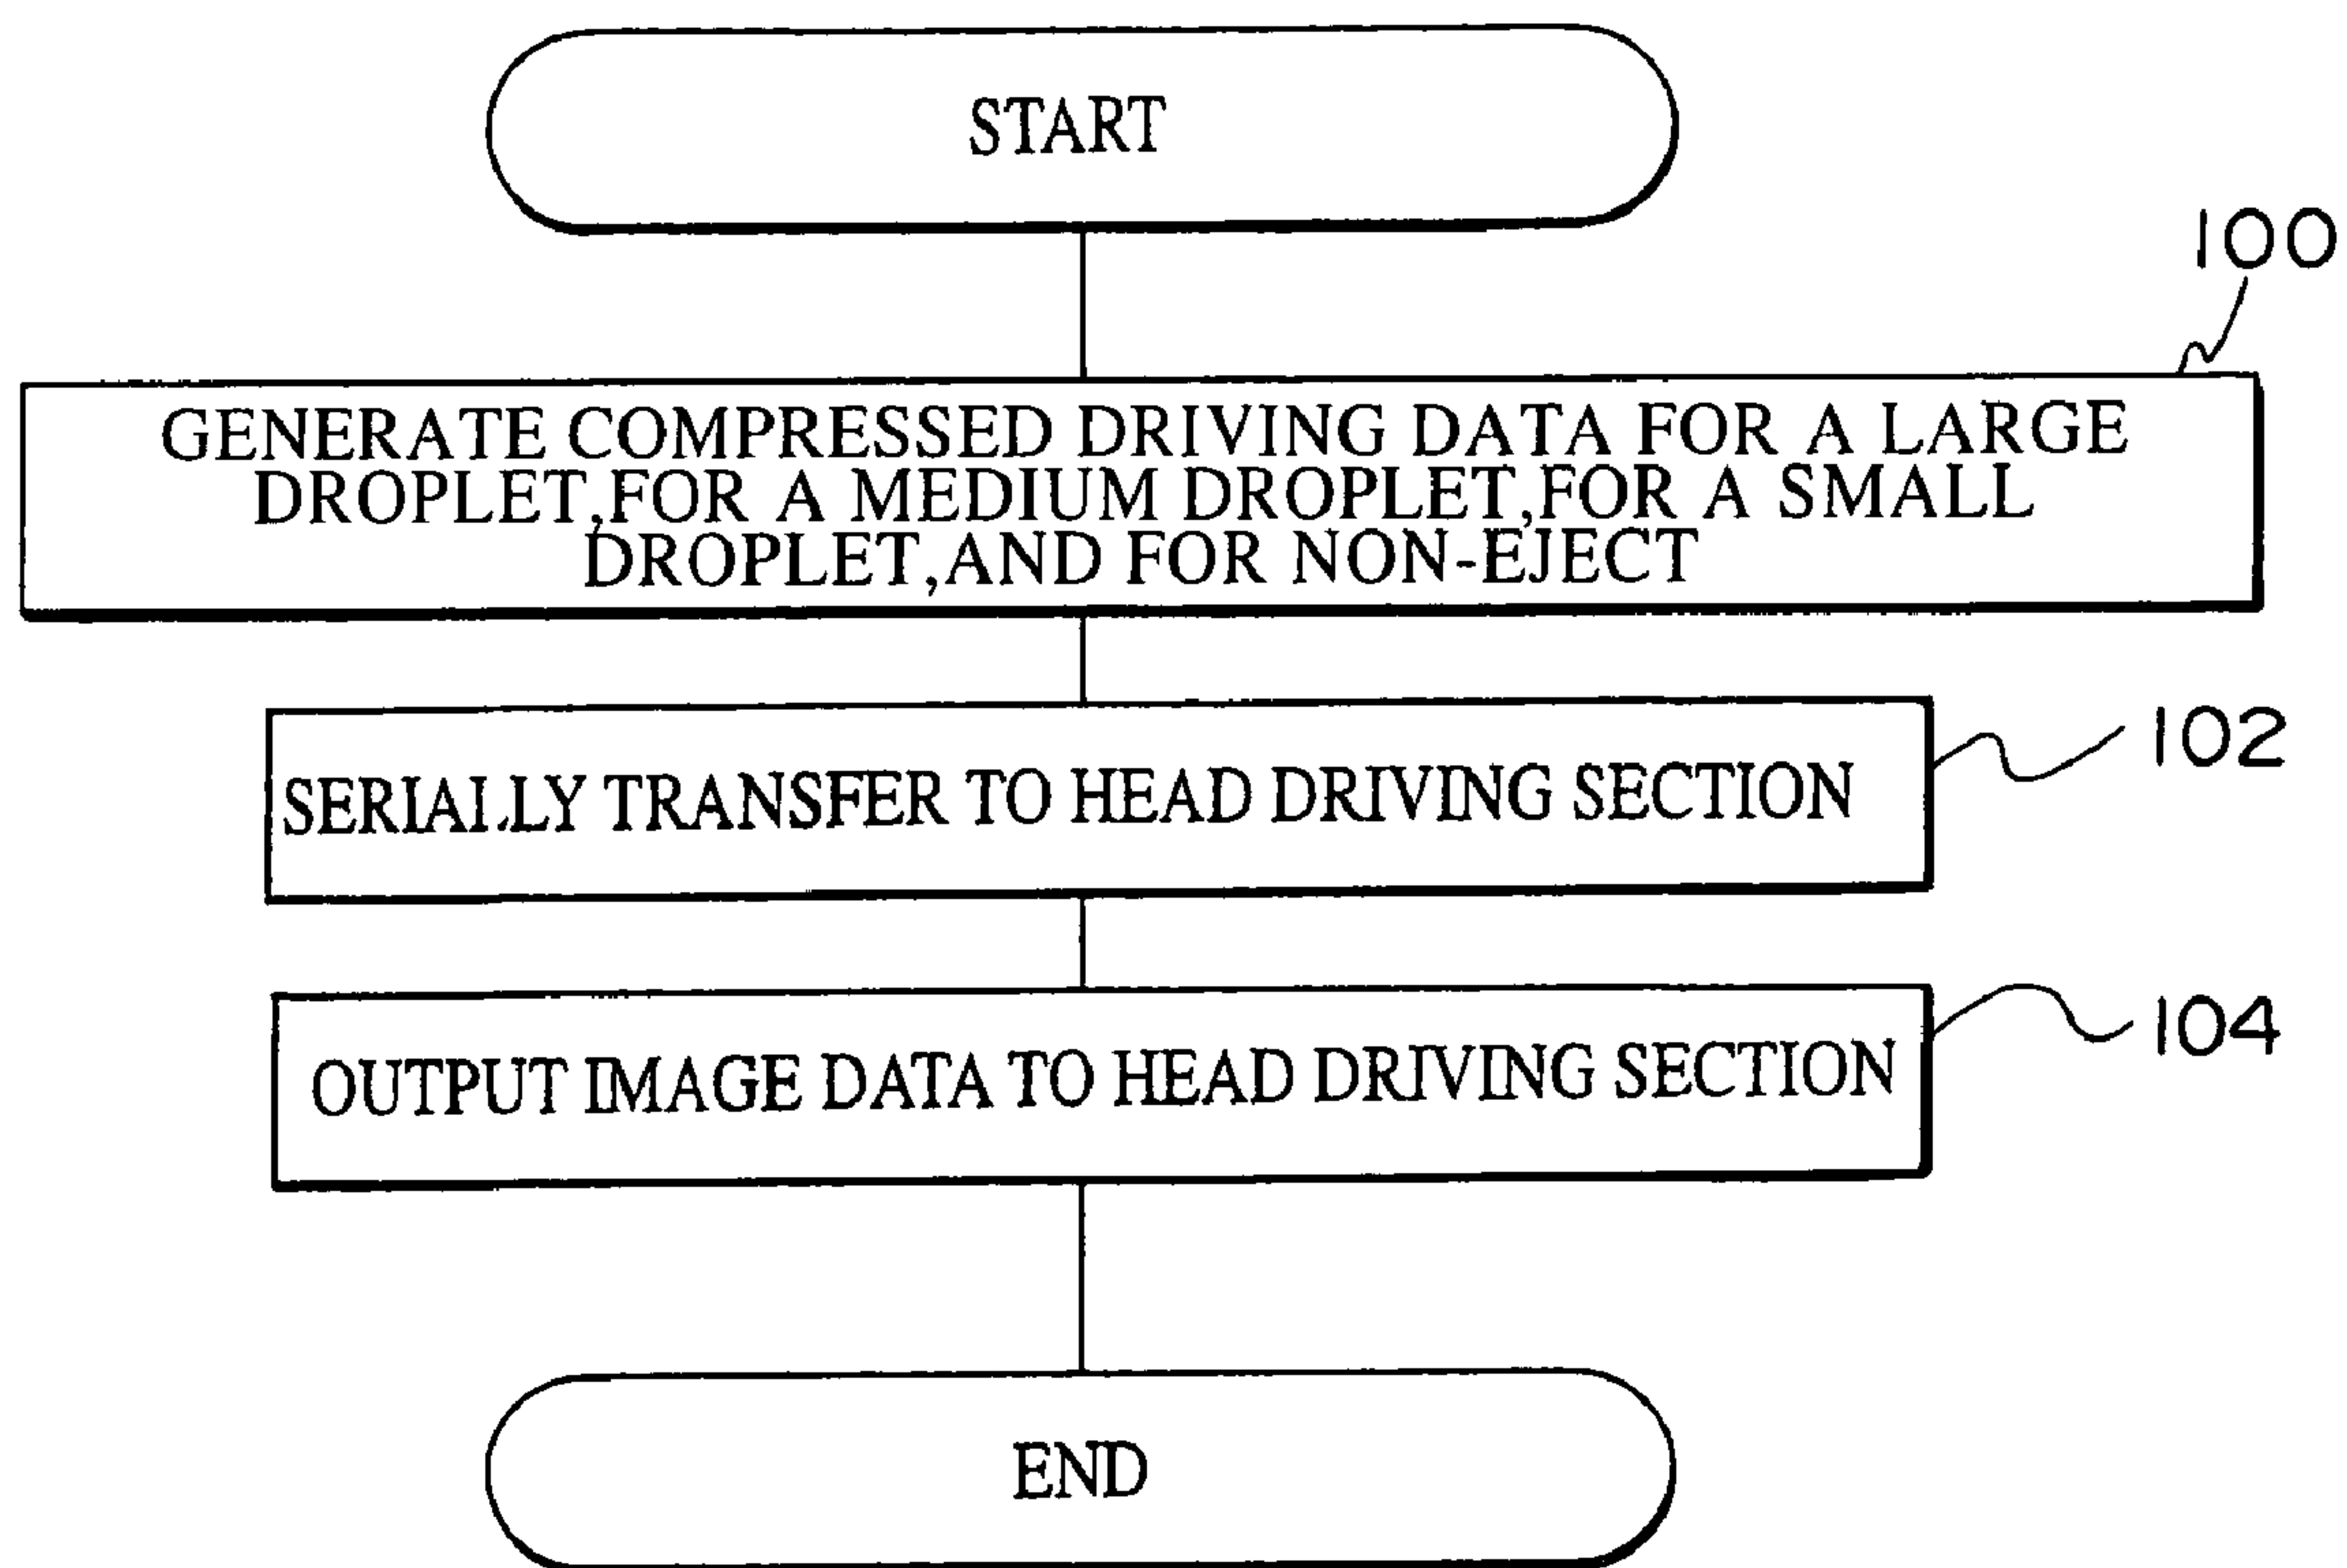 START
100
GENERATE COMPRESSED DRIVING DATA FOR A LARGE
DROPLET,FOR A MEDIUM DROPLET,FOR A SMALL
DROPLET,AND FOR NON-EJECT
102
SERIALLY TRANSFER TO HEAD DRIVING SECTION
104
OUTPUT IMAGE DATA TO HEAD DRIVING SECTION
END